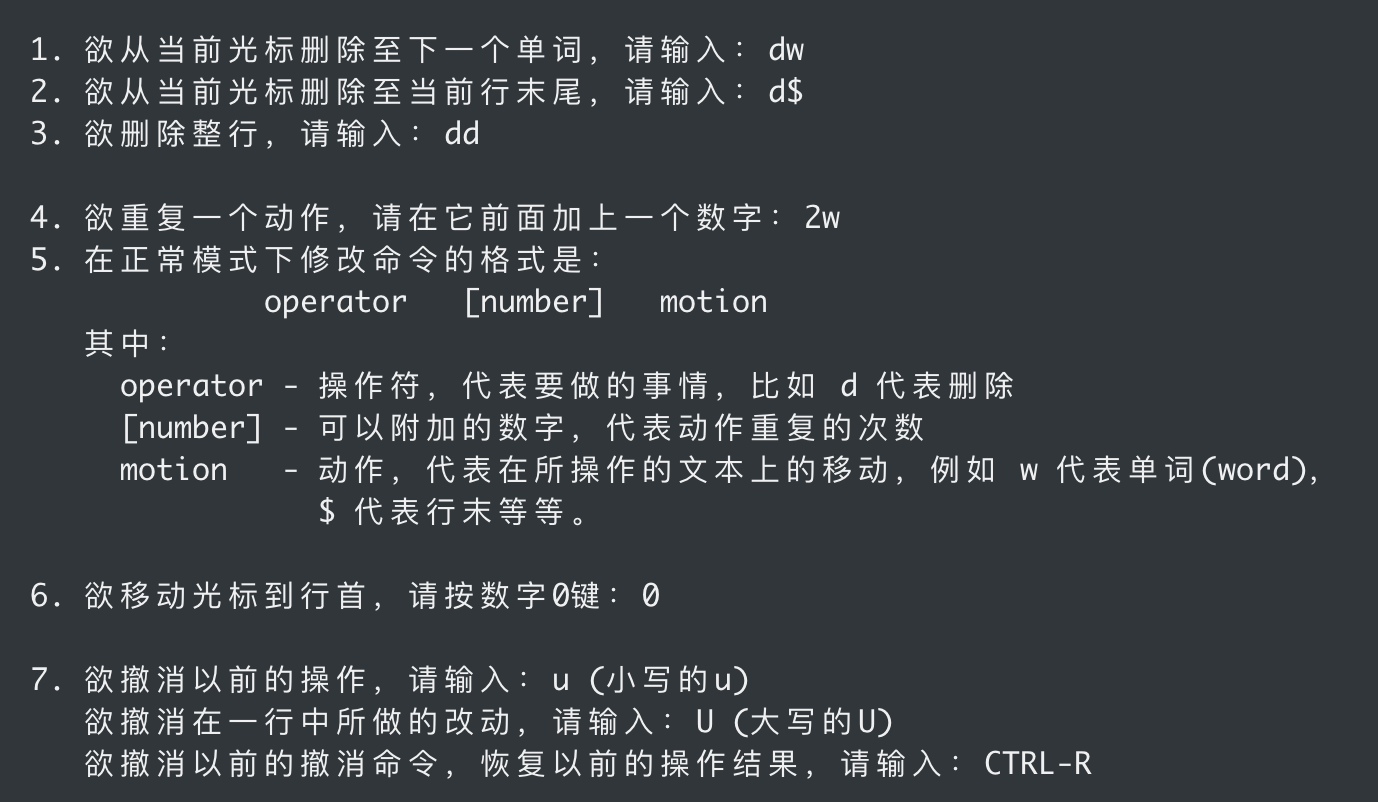 1. 欲从当前光标删除至下一个单词，请输入：dw
2. 欲从当前光标删除至当前行末尾，请输入：d$
3. 欲删除整行，请输入：dd
4. 欲重复一个动作，请在它前面加上一个数字：2w
5. 在正常模式下修改命令的格式是：
operator [number] motion
其中：
operator - 操作符，代表要做的事情，比如 d 代表删除
[number] - 可以附加的数字，代表动作重复的次数
motion - 动作，代表在所操作的文本上的移动，例如 w 代表单词(word)，
$ 代表行末等等。
6. 欲移动光标到行首，请按数字0键：0
7. 欲撤消以前的操作，请输入：u (小写的u)
欲撤消在一行中所做的改动，请输入：U (大写的U)
欲撤消以前的撤消命令，恢复以前的操作结果，请输入：CTRL-R